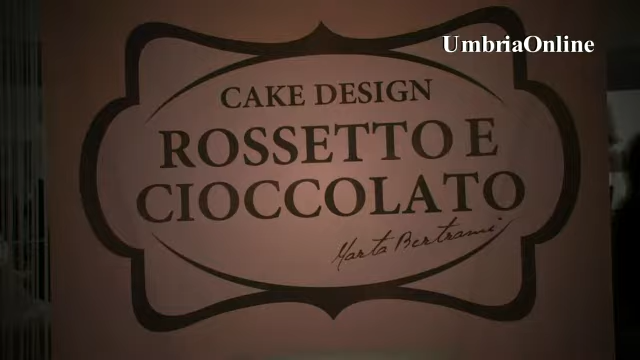 UmbriaOnline
CAKE DESIGN
ROSSETTO E
CIOCCOLATO
Marta Bertrami